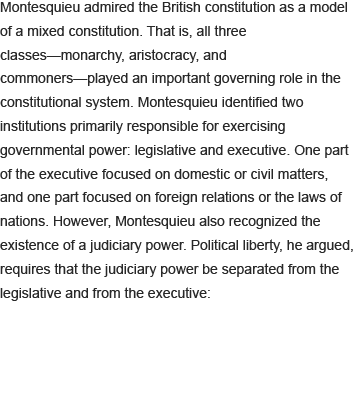 Montesquieu admired the British constitution as a model
of a mixed constitution. That is, all three
classes—monarchy, aristocracy, and
commoners—played an important governing role in the
constitutional system. Montesquieu identified two
institutions primarily responsible for exercising
governmental power: legislative and executive. One part
of the executive focused on domestic or civil matters,
and one part focused on foreign relations or the laws of
nations. However, Montesquieu also recognized the
existence of a judiciary power. Political liberty, he argued,
requires that the judiciary power be separated from the
legislative and from the executive: